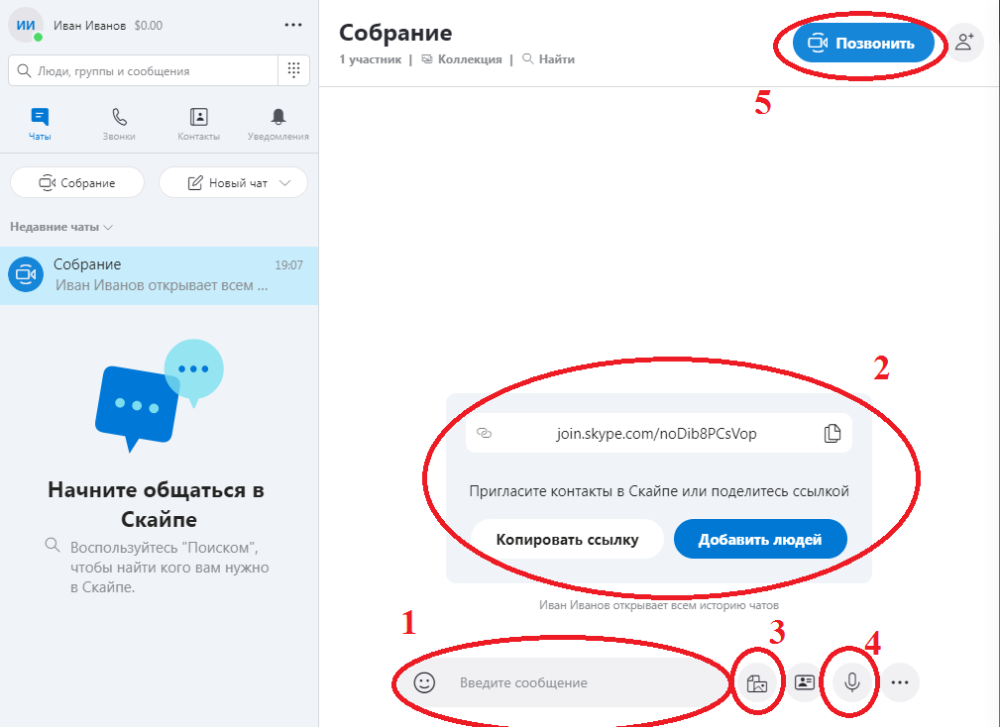 ИИ
Иван Иванов $0.00
Люди, группы и сообщения
Чаты
Звонки
Контакты
Уведомления
Собрание
Новый чат
Недавние чаты
Собрание 19:07
Иван Иванов открывает всем ...
Начните общаться в
Скайпе
Воспользуйтесь "Поиском",
чтобы найти кого вам нужно
в Скайпе.
Собрание
1 участник | Коллекция | Найти
Позвонить
5
2
join.skype.com/noDib8PCsVop
Пригласите контакты в Скайпе или поделитесь ссылкой
Копировать ссылку
Добавить людей
Иван Иванов открывает всем историю чатов
1
3
4
Введите сообщение